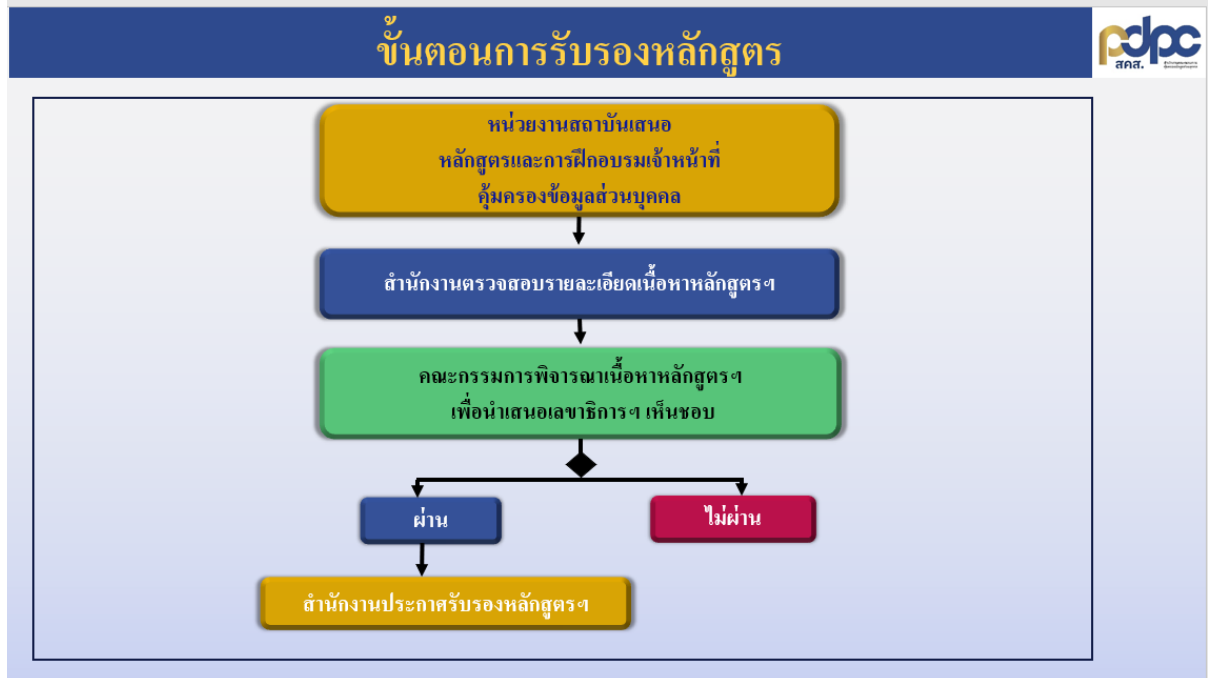 ขั้นตอนการรับรองหลักสูตร
pdpc
สคส.
หน่วยงานสถาบันเสนอ
หลักสูตรและการฝึกอบรมเจ้าหน้าที่
คุ้มครองข้อมูลส่วนบุคคล
สำนักงานตรวจสอบรายละเอียดเนื้อหาหลักสูตรฯ
คณะกรรมการพิจารณาเนื้อหาหลักสูตรฯ
เพื่อนำเสนอเลขาธิการฯ เห็นชอบ
ผ่าน
ไม่ผ่าน
สำนักงานประกาศรับรองหลักสูตรฯ